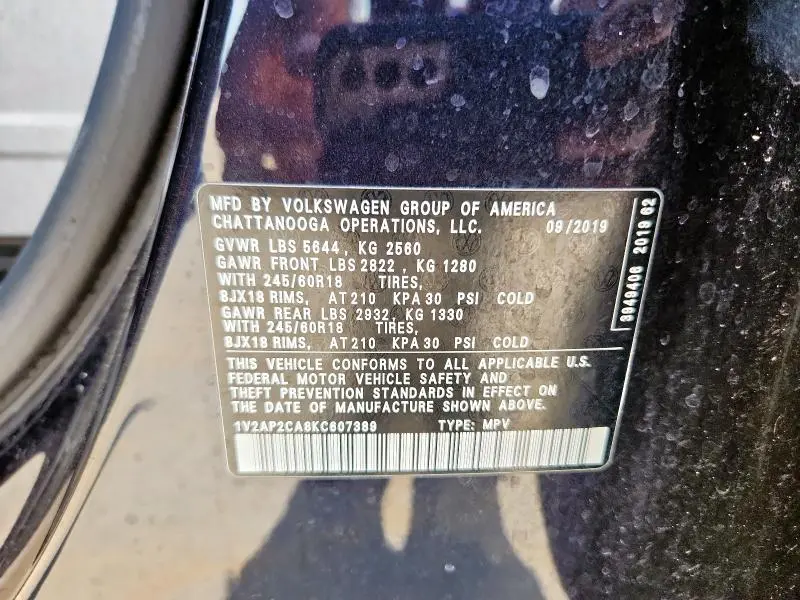 MFD BY VOLKSWAGEN GROUP OF AMERICA
CHATTANOOGA OPERATIONS, LLC. 09/2019
GVWR LBS 5644 , KG 2560
GAWR FRONT LBS 2822 , KG 1280
WITH 245/60R18 TIRES,
8JX18 RIMS, AT 210 KPA 30 PSI COLD
GAWR REAR LBS 2932, KG 1330
WITH 245/60R18 TIRES,
8JX18 RIMS, AT 210 KPA 30 PSI COLD
THIS VEHICLE CONFORMS TO ALL APPLICABLE U.S.
FEDERAL MOTOR VEHICLE SAFETY AND
THEFT PREVENTION STANDARDS IN EFFECT ON
THE DATE OF MANUFACTURE SHOWN ABOVE.
1V2AP2CA8KC607389 TYPE: MPV
3949406 2019 62